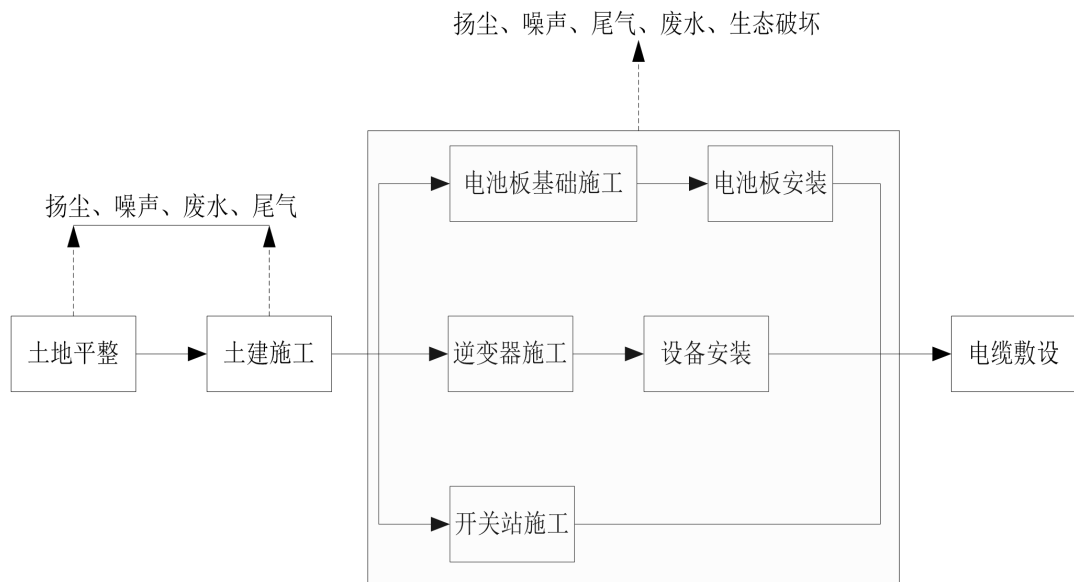 扬尘、噪声、尾气、废水、生态破坏
电池板基础施工
电池板安装
扬尘、噪声、废水、尾气
土地平整
土建施工
逆变器施工
设备安装
电缆敷设
开关站施工